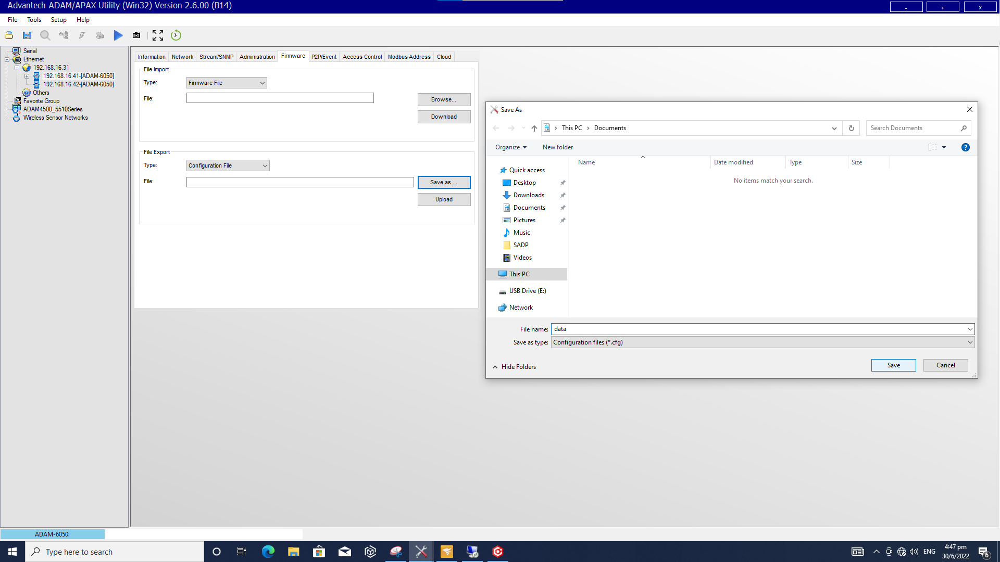 Advantech ADAM/APAX Utility (Win32) Version 2.6.00 (B14)
- + x
File Tools Setup Help
Serial
Ethernet
192.168.16.31
192.168.16.41-[ADAM-6050]
192.168.16.42-[ADAM-6050]
Others
Favorite Group
ADAM4500_5510Series
Wireless Sensor Networks
Information Network Stream/SNMP Administration Firmware P2P/Event Access Control Modbus Address Cloud
File Import
Type: Firmware File
File:
Browse...
Download
File Export
Type: Configuration File
File:
Save as ...
Upload
Save As
This PC > Documents
Search Documents
Organize New folder
Name Date modified Type Size
No items match your search.
Quick access
Desktop
Downloads
Documents
Pictures
Music
SADP
Videos
This PC
USB Drive (E:)
Network
File name: data
Save as type: Configuration files (*.cfg)
Hide Folders
Save Cancel
ADAM-6050:
Type here to search
ENG
4:47 pm
30/6/2022
6